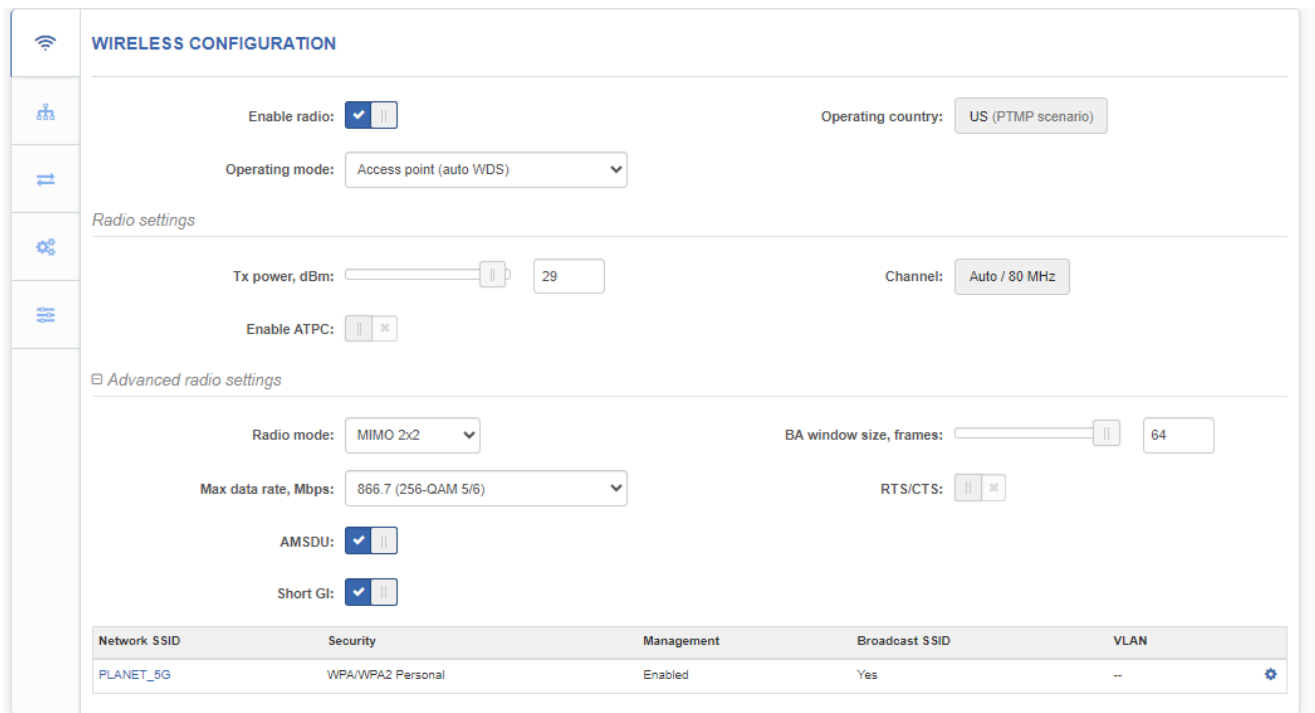 WIRELESS CONFIGURATION
Enable radio: Operating country: US (PTMP scenario)
Operating mode: Access point (auto WDS)
Radio settings
Tx power, dBm: 29 Channel: Auto / 80 MHz
Enable ATPC:
Advanced radio settings
Radio mode: MIMO 2x2 BA window size, frames: 64
Max data rate, Mbps: 866.7 (256-QAM 5/6) RTS/CTS:
AMSDU:
Short GI:
Network SSID Security Management Broadcast SSID VLAN
PLANET_5G WPA/WPA2 Personal Enabled Yes --